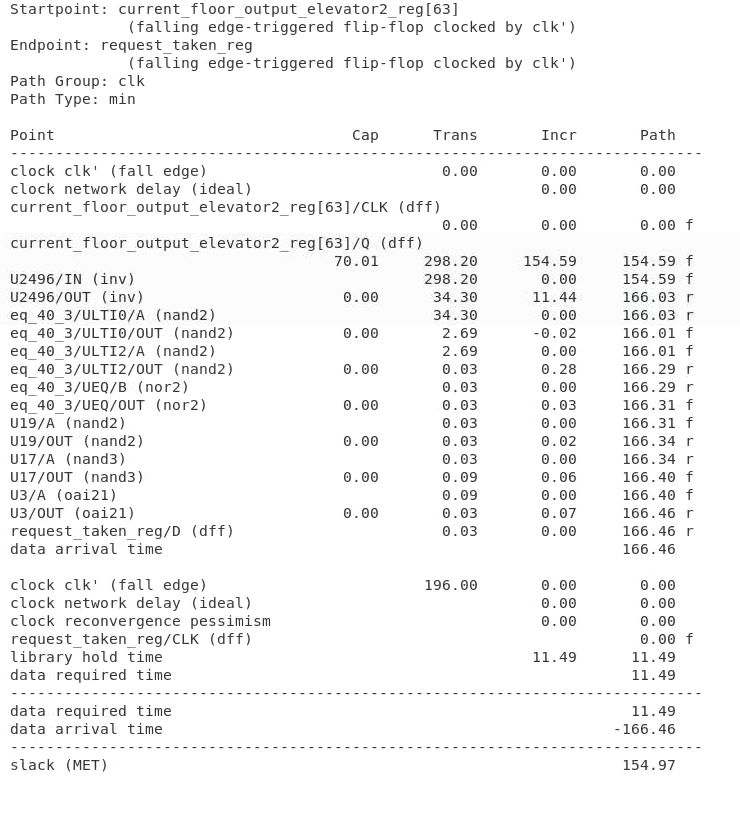 Startpoint: current_floor_output_elevator2_reg[63]
(falling edge-triggered flip-flop clocked by clk')
Endpoint: request_taken_reg
(falling edge-triggered flip-flop clocked by clk')
Path Group: clk
Path Type: min
Point Cap Trans Incr Path
-----------------------------------------------------------------------------
clock clk' (fall edge) 0.00 0.00 0.00
clock network delay (ideal) 0.00 0.00
current_floor_output_elevator2_reg[63]/CLK (dff)
0.00 0.00 0.00 f
current_floor_output_elevator2_reg[63]/Q (dff)
70.01 298.20 154.59 154.59 f
U2496/IN (inv) 298.20 0.00 154.59 f
U2496/OUT (inv) 0.00 34.30 11.44 166.03 r
eq_40_3/ULTI0/A (nand2) 34.30 0.00 166.03 r
eq_40_3/ULTI0/OUT (nand2) 0.00 2.69 -0.02 166.01 f
eq_40_3/ULTI2/A (nand2) 2.69 0.00 166.01 f
eq_40_3/ULTI2/OUT (nand2) 0.00 0.03 0.28 166.29 r
eq_40_3/UEQ/B (nor2) 0.03 0.00 166.29 r
eq_40_3/UEQ/OUT (nor2) 0.00 0.03 0.03 166.31 f
U19/A (nand2) 0.03 0.00 166.31 f
U19/OUT (nand2) 0.00 0.03 0.02 166.34 r
U17/A (nand3) 0.03 0.00 166.34 r
U17/OUT (nand3) 0.00 0.09 0.06 166.40 f
U3/A (oai21) 0.09 0.00 166.40 f
U3/OUT (oai21) 0.00 0.03 0.07 166.46 r
request_taken_reg/D (dff) 0.03 0.00 166.46 r
data arrival time 166.46
clock clk' (fall edge) 196.00 0.00 0.00
clock network delay (ideal) 0.00 0.00
clock reconvergence pessimism 0.00 0.00
request_taken_reg/CLK (dff) 0.00 f
library hold time 11.49 11.49
data required time 11.49
-----------------------------------------------------------------------------
data required time 11.49
data arrival time -166.46
-----------------------------------------------------------------------------
slack (MET) 154.97